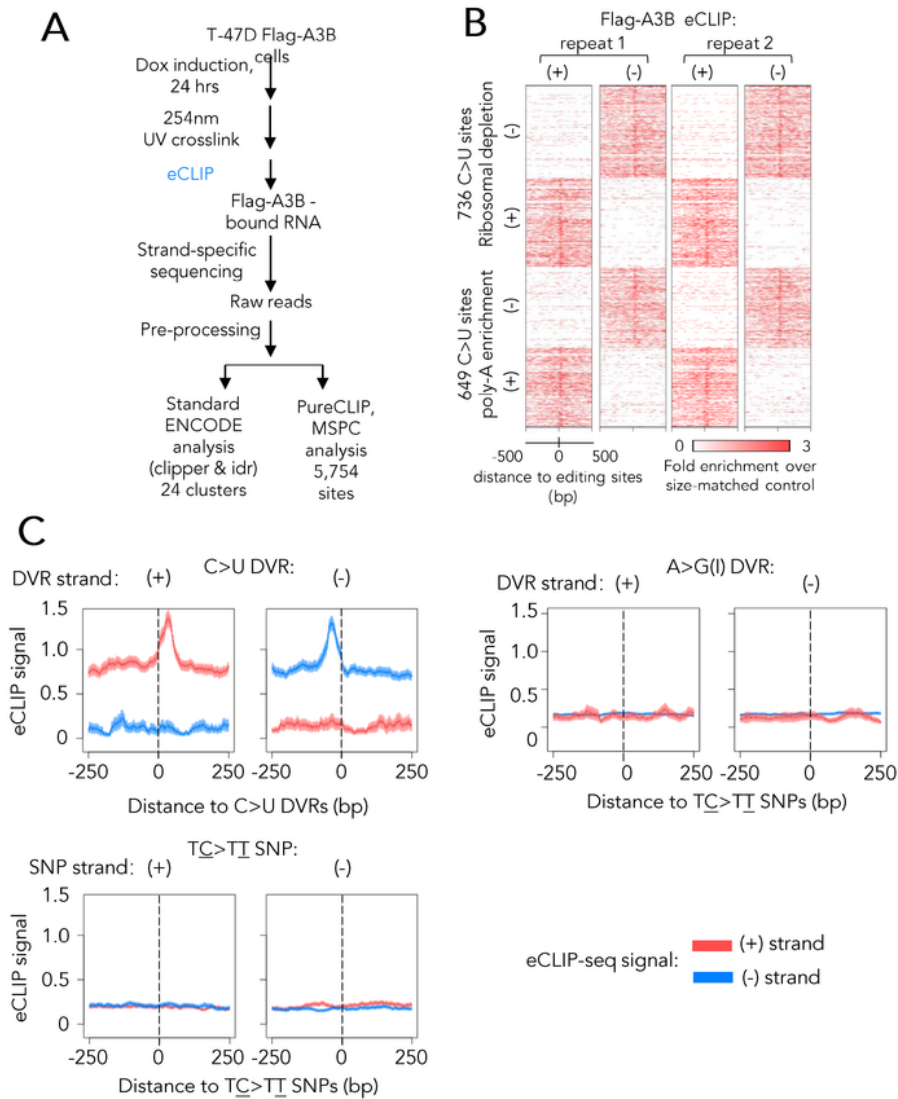 A
T-47D Flag-A3B
cells
Dox induction,
24 hrs
254nm
UV crosslink
eCLIP
Flag-A3B -
bound RNA
Strand-specific
sequencing
Raw reads
Pre-processing
Standard
ENCODE
analysis
(clipper & idr)
24 clusters
PureCLIP,
MSPC
analysis
5,754
sites
B
Flag-A3B eCLIP:
repeat 1
repeat 2
(+)
(-)
(+)
(-)
736 C>U sites
Ribosomal depletion
(-)
(+)
649 C>U sites
poly-A enrichment
(-)
(+)
-500 0 500
distance to editing sites
(bp)
0 3
Fold enrichment over
size-matched control
C
C>U DVR:
DVR strand: (+) (-)
eCLIP signal
1.5
1.0
0.5
0
-250 0 250
-250 0 250
Distance to C>U DVRs (bp)
A>G(I) DVR:
DVR strand: (+) (-)
eCLIP signal
1.5
1.0
0.5
0
-250 0 250
-250 0 250
Distance to TC>TT SNPs (bp)
TC>TT SNP:
SNP strand: (+) (-)
eCLIP signal
1.5
1.0
0.5
0
-250 0 250
-250 0 250
Distance to TC>TT SNPs (bp)
eCLIP-seq signal:
(+) strand
(-) strand